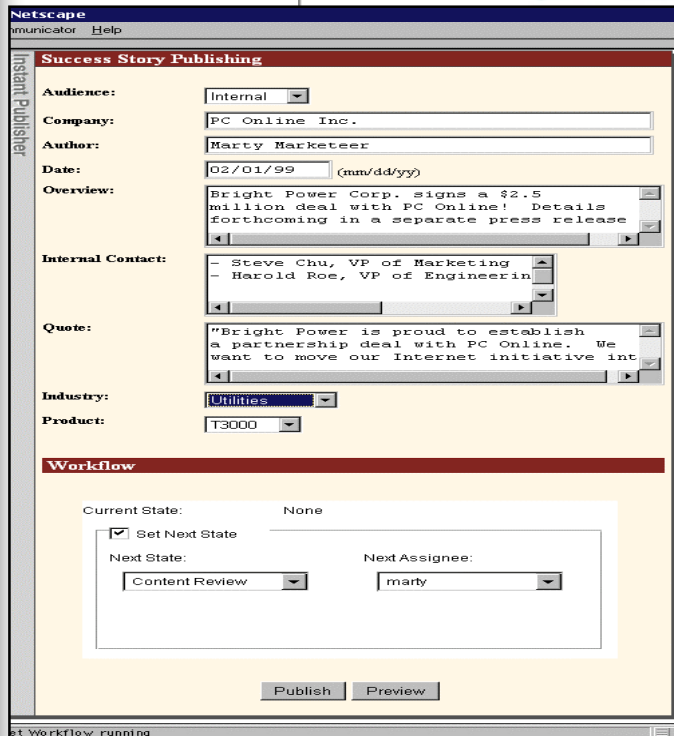 Netscape
mmunicator Help
Instant Publisher
Success Story Publishing
Audience: Internal
Company: PC Online Inc.
Author: Marty Marketeer
Date: 02/01/99 (mm/dd/yy)
Overview: Bright Power Corp. signs a $2.5
million deal with PC Online! Details
forthcoming in a separate press release
Internal Contact: - Steve Chu, VP of Marketing
- Harold Roe, VP of Engineerin
Quote: "Bright Power is proud to establish
a partnership deal with PC Online. We
want to move our Internet initiative int
Industry: Utilities
Product: T3000
Workflow
Current State: None
Set Next State
Next State: Next Assignee:
Content Review marty
Publish Preview
et Workflow running